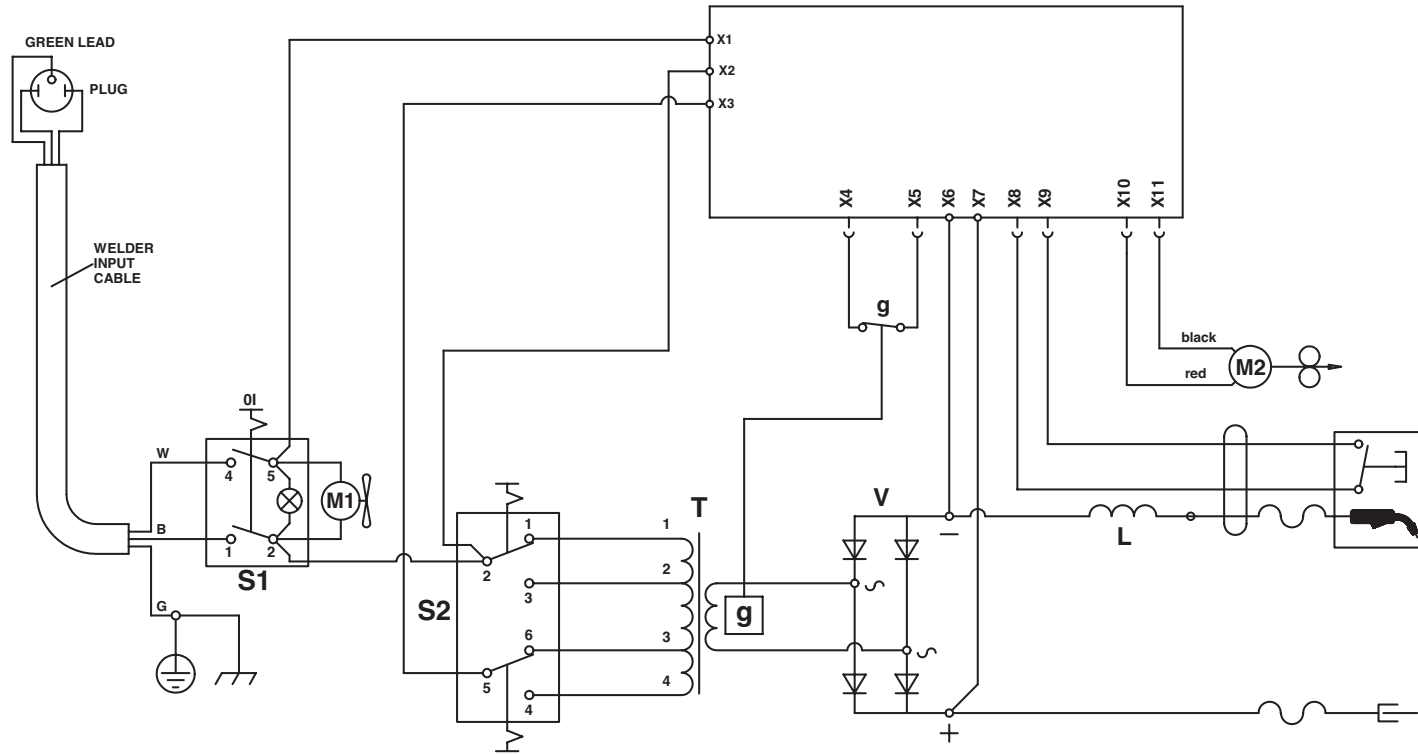 GREEN LEAD
PLUG
WELDER
INPUT
CABLE
X1
X2
X3
X4
X5
X6
X7
X8
X9
X10
X11
g
black
red
M2
0I
W
4
5
M1
B
1
2
S1
G
S2
1
2
3
6
5
4
T
1
2
3
4
g
V
L
−
+